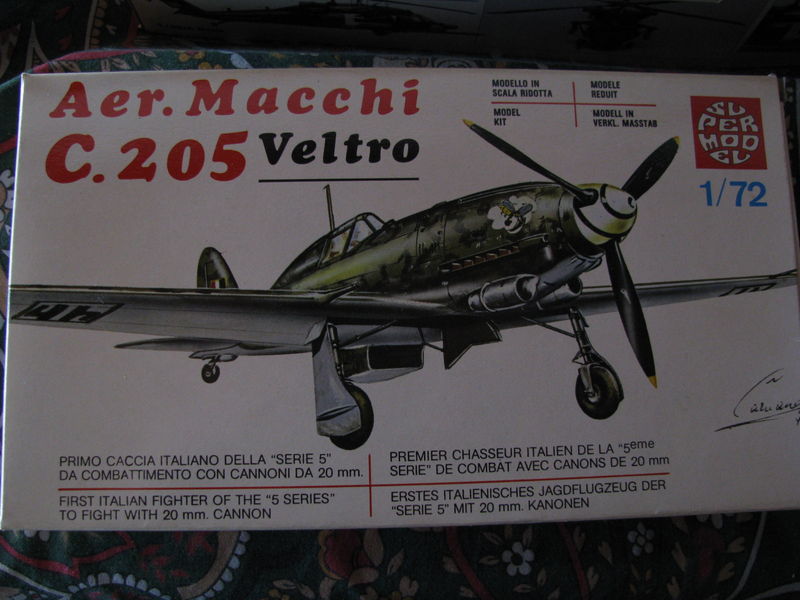 Aer. Macchi
C.205 Veltro
MODELLO IN
SCALA RIDOTTA
MODELE
REDUIT
MODEL
KIT
MODELL IN
VERKL. MASSTAB
SUPERMODEL
1/72
PRIMO CACCIA ITALIANO DELLA "SERIE 5"
DA COMBATTIMENTO CON CANNONI DA 20 mm.
PREMIER CHASSEUR ITALIEN DE LA "5eme
SERIE" DE COMBAT AVEC CANONS DE 20 mm
FIRST ITALIAN FIGHTER OF THE "5 SERIES"
TO FIGHT WITH 20 mm. CANNON
ERSTES ITALIENISCHES JAGDFLUGZEUG DER
"SERIE 5" MIT 20 mm. KANONEN